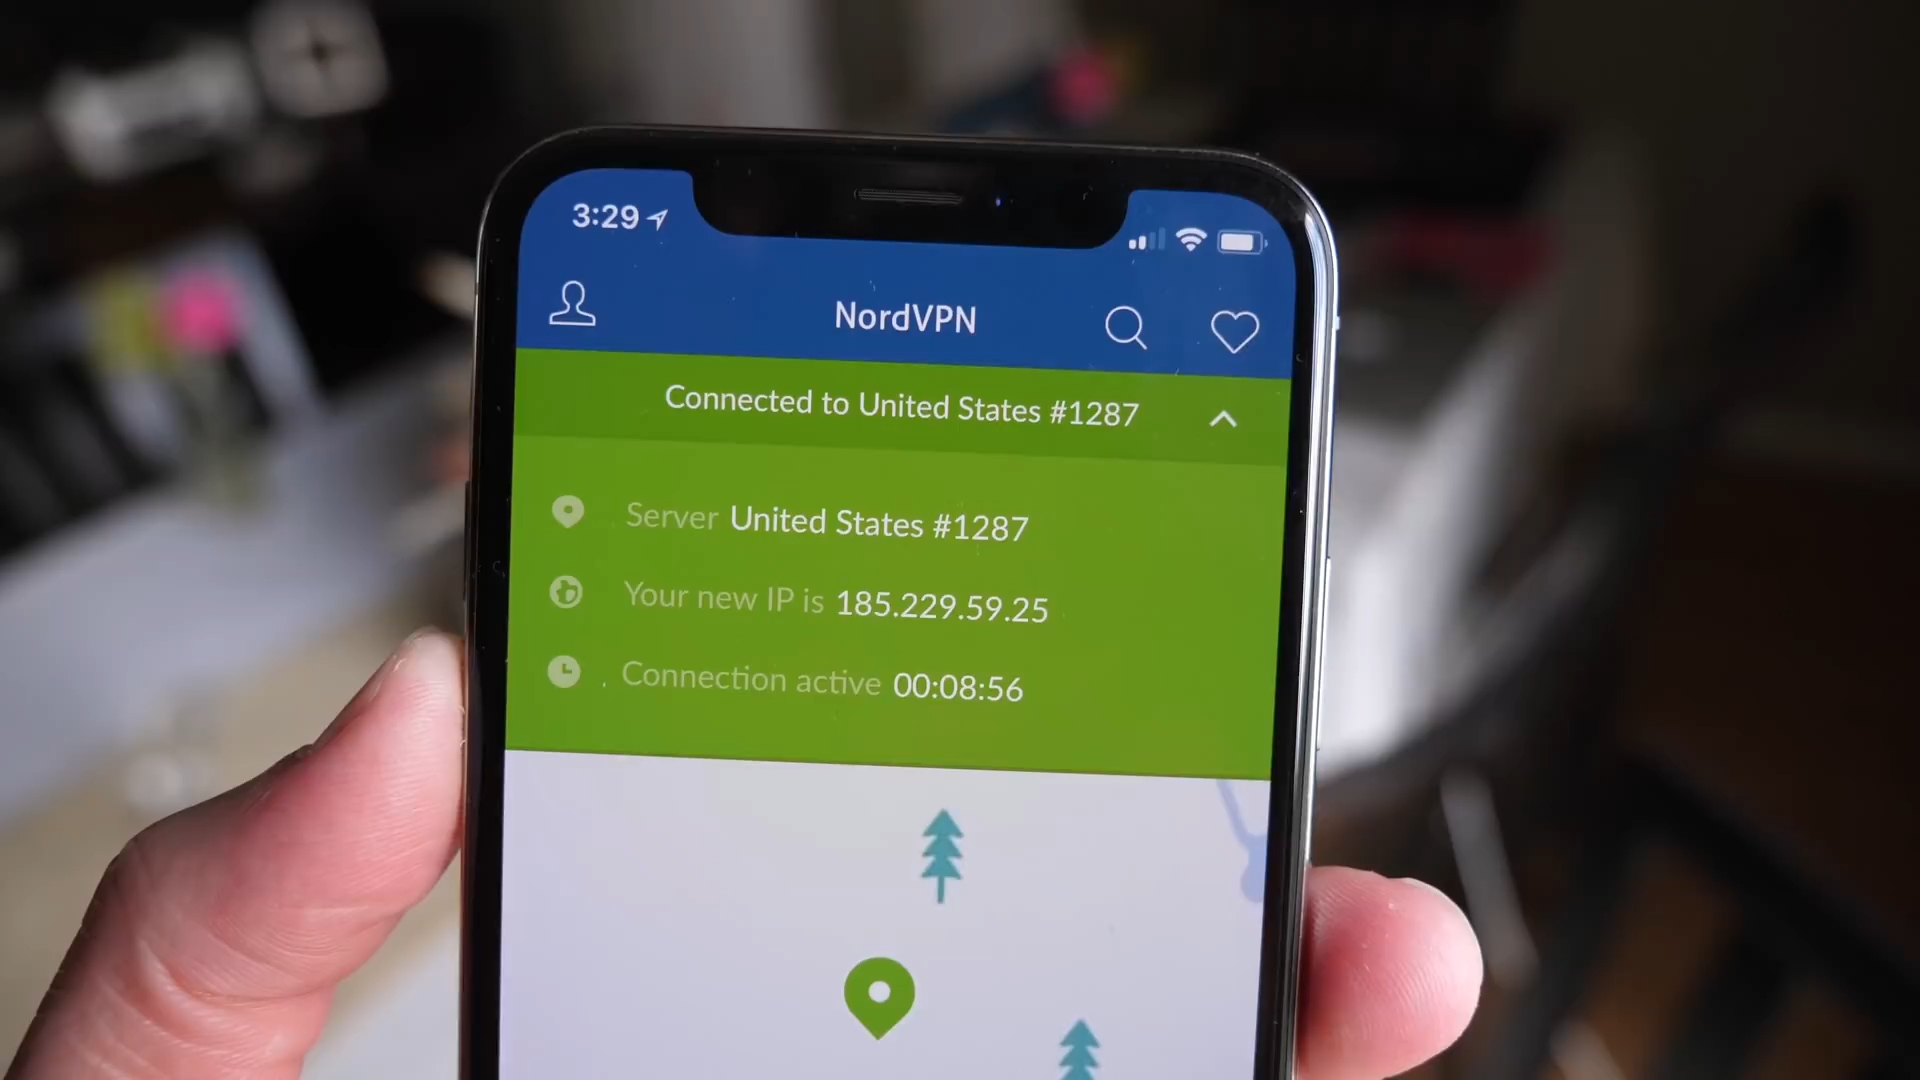 3:29
NordVPN
Connected to United States #1287
Server United States #1287
Your new IP is 185.229.59.25
Connection active 00:08:56